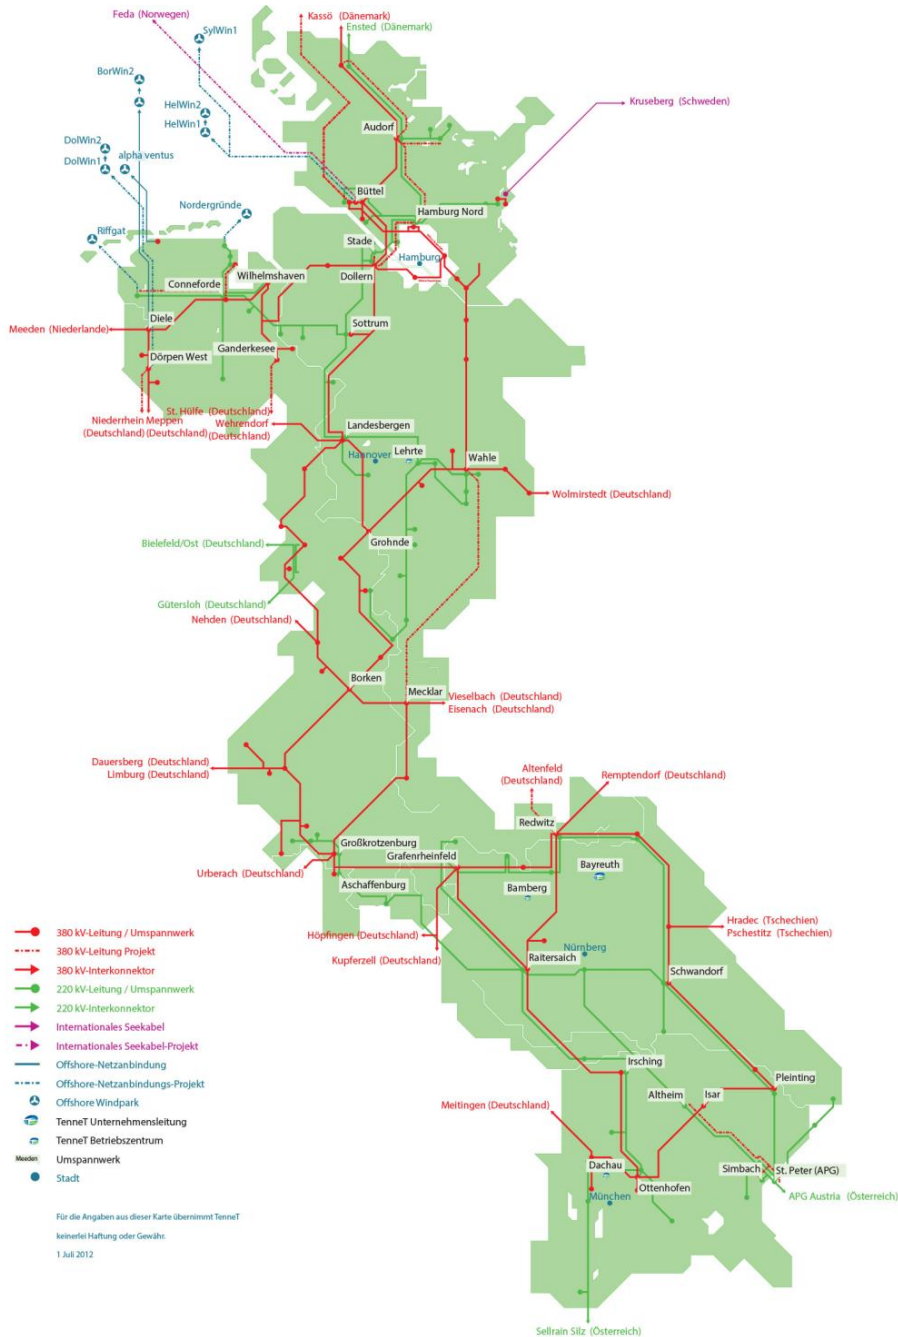 Feda (Norwegen)
Kassö (Dänemark)
Ensted (Dänemark)
SylWin1
BorWin2
HelWin2
HelWin1
Kruseberg (Schweden)
Audorf
DolWin2
DolWin1
alpha ventus
Büttel
Nordergründe
Hamburg Nord
Riffgat
Stade
Hamburg
Wilhelmshaven
Dollern
Conneforde
Diele
Sottrum
Meeden (Niederlande)
Ganderkesee
Dörpen West
St. Hülfe (Deutschland)
Niederrhein
(Deutschland)
Meppen
(Deutschland)
Wehrendorf
(Deutschland)
Landesbergen
Lehrte
Hannover
Wahle
Wolmirstedt (Deutschland)
Grohnde
Bielefeld/Ost (Deutschland)
Gütersloh (Deutschland)
Nehden (Deutschland)
Borken
Mecklar
Vieselbach (Deutschland)
Eisenach (Deutschland)
Dauersberg (Deutschland)
Limburg (Deutschland)
Altenfeld
(Deutschland)
Remptendorf (Deutschland)
Redwitz
Großkrotzenburg
Grafenrheinfeld
Bayreuth
Urberach (Deutschland)
Aschaffenburg
Bamberg
Höpfingen (Deutschland)
Kupferzell (Deutschland)
Hradec (Tschechien)
Pschestitz (Tschechien)
Nürnberg
Raitersaich
Schwandorf
Irsching
Pleinting
Altheim
Isar
Meitingen (Deutschland)
Dachau
Simbach
St. Peter (APG)
Ottenhofen
München
APG Austria (Österreich)
Sellrain Silz (Österreich)
380 kV-Leitung / Umspannwerk
380 kV-Leitung Projekt
380 kV-Interkonnektor
220 kV-Leitung / Umspannwerk
220 kV-Interkonnektor
Internationales Seekabel
Internationales Seekabel-Projekt
Offshore-Netzanbindung
Offshore-Netzanbindungs-Projekt
Offshore Windpark
TenneT Unternehmensleitung
TenneT Betriebszentrum
Meeden Umspannwerk
Stadt
Für die Angaben aus dieser Karte übernimmt TenneT
keinerlei Haftung oder Gewähr.
1 Juli 2012